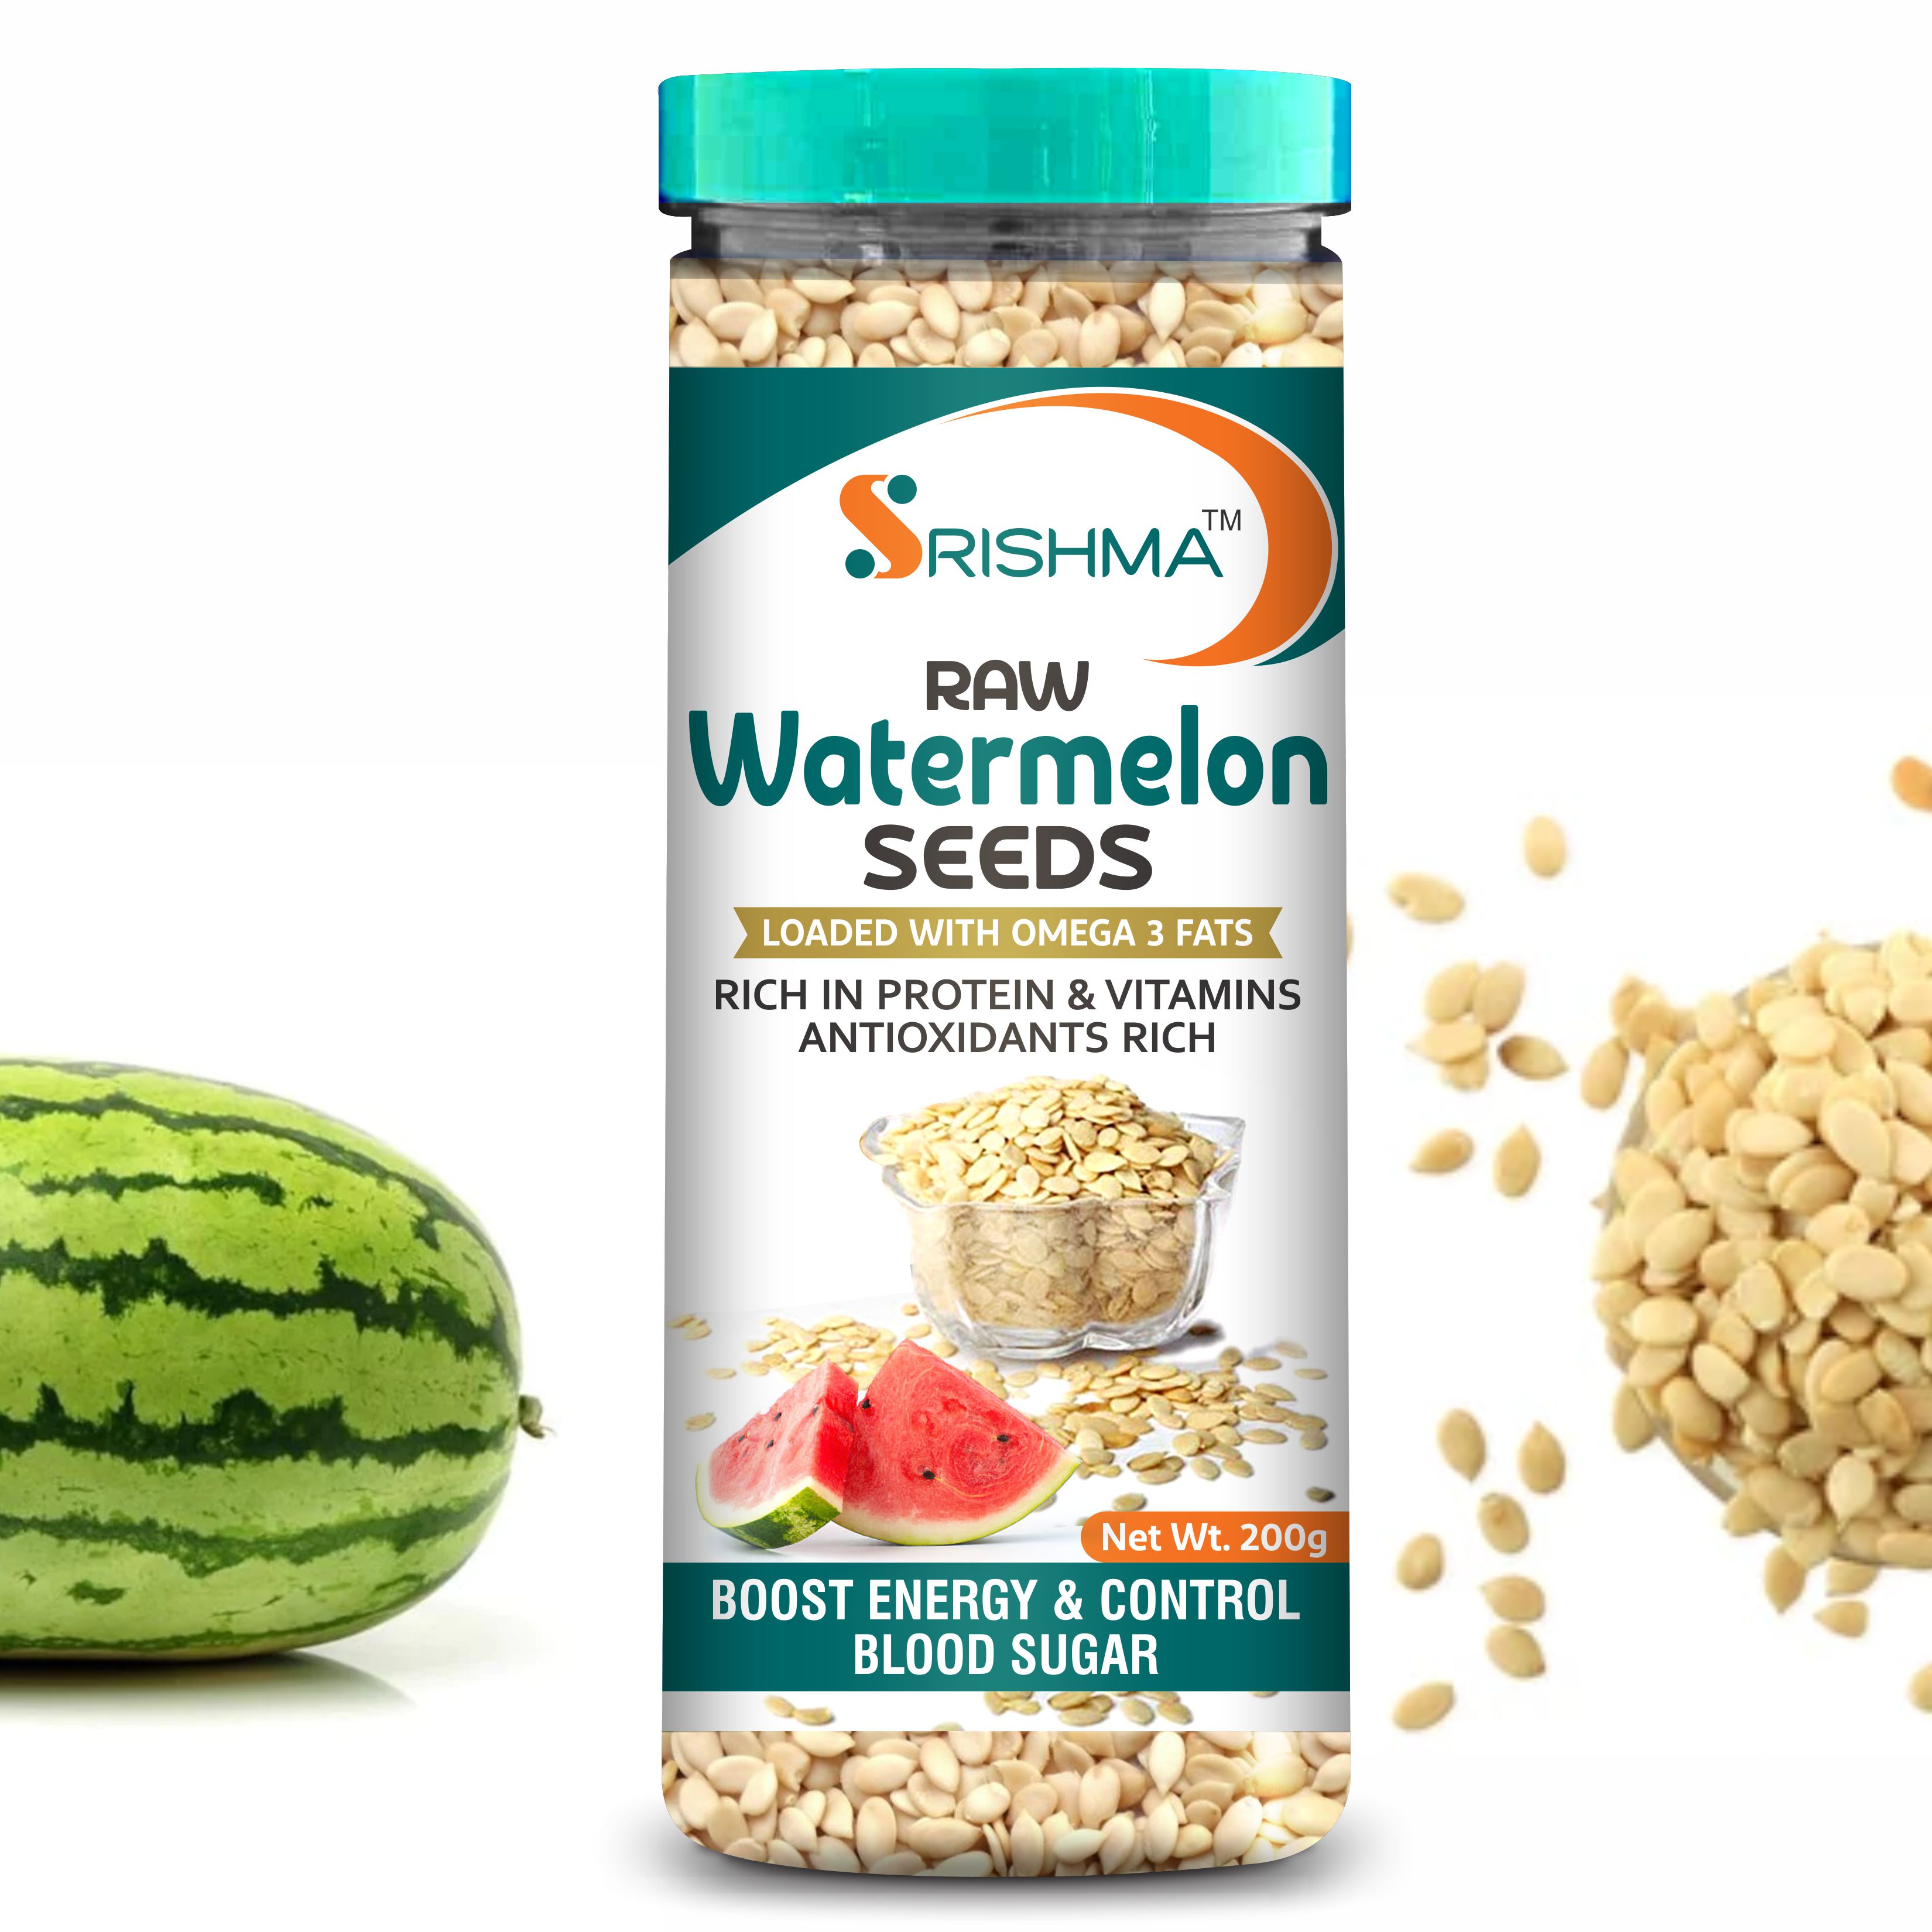 SRISHMA™
RAW
Watermelon
SEEDS
LOADED WITH OMEGA 3 FATS
RICH IN PROTEIN & VITAMINS
ANTIOXIDANTS RICH
Net Wt. 200g
BOOST ENERGY & CONTROL
BLOOD SUGAR